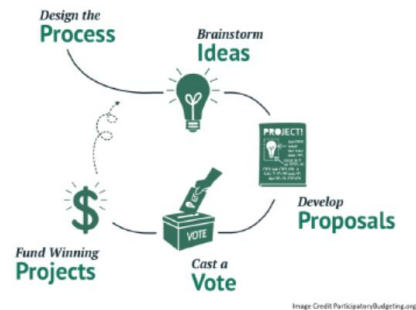 Design the
Process
Brainstorm
Ideas
PROJECT!
Develop
Proposals
VOTE
Cast a
Vote
Fund Winning
Projects
Image Credit ParticipatoryBudgeting.org